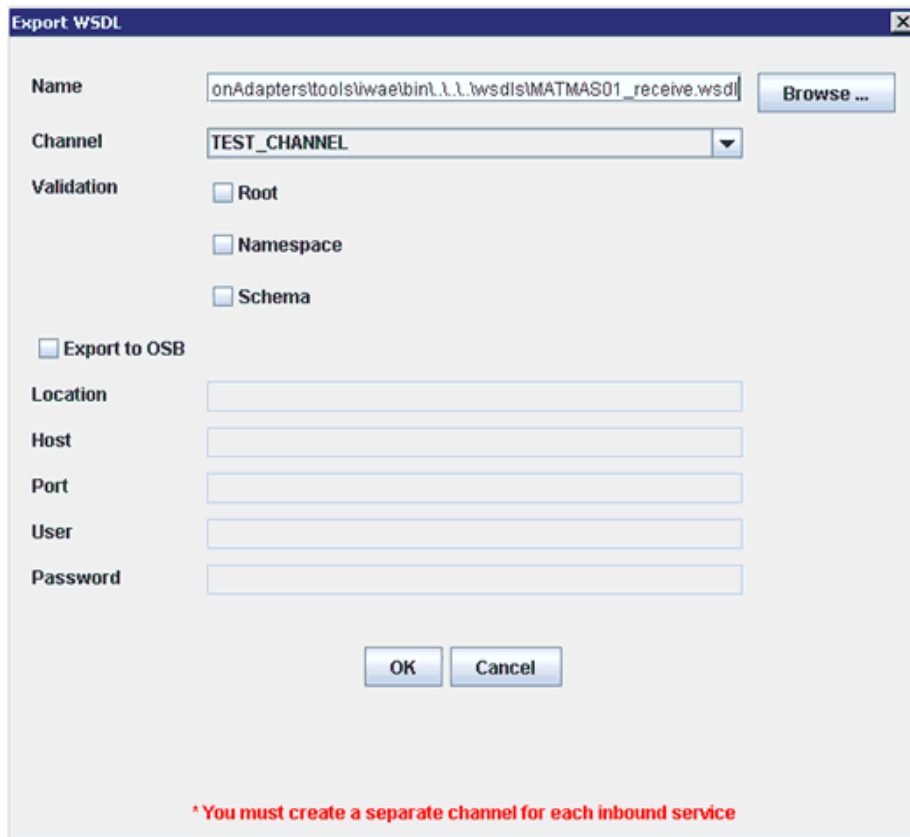 Export WSDL
Name onAdapters\tools\iwae\bin\..\..\..\wsdls\MATMAS01_receive.wsdl Browse ...
Channel TEST_CHANNEL
Validation Root
Namespace
Schema
Export to OSB
Location
Host
Port
User
Password
OK Cancel
* You must create a separate channel for each inbound service